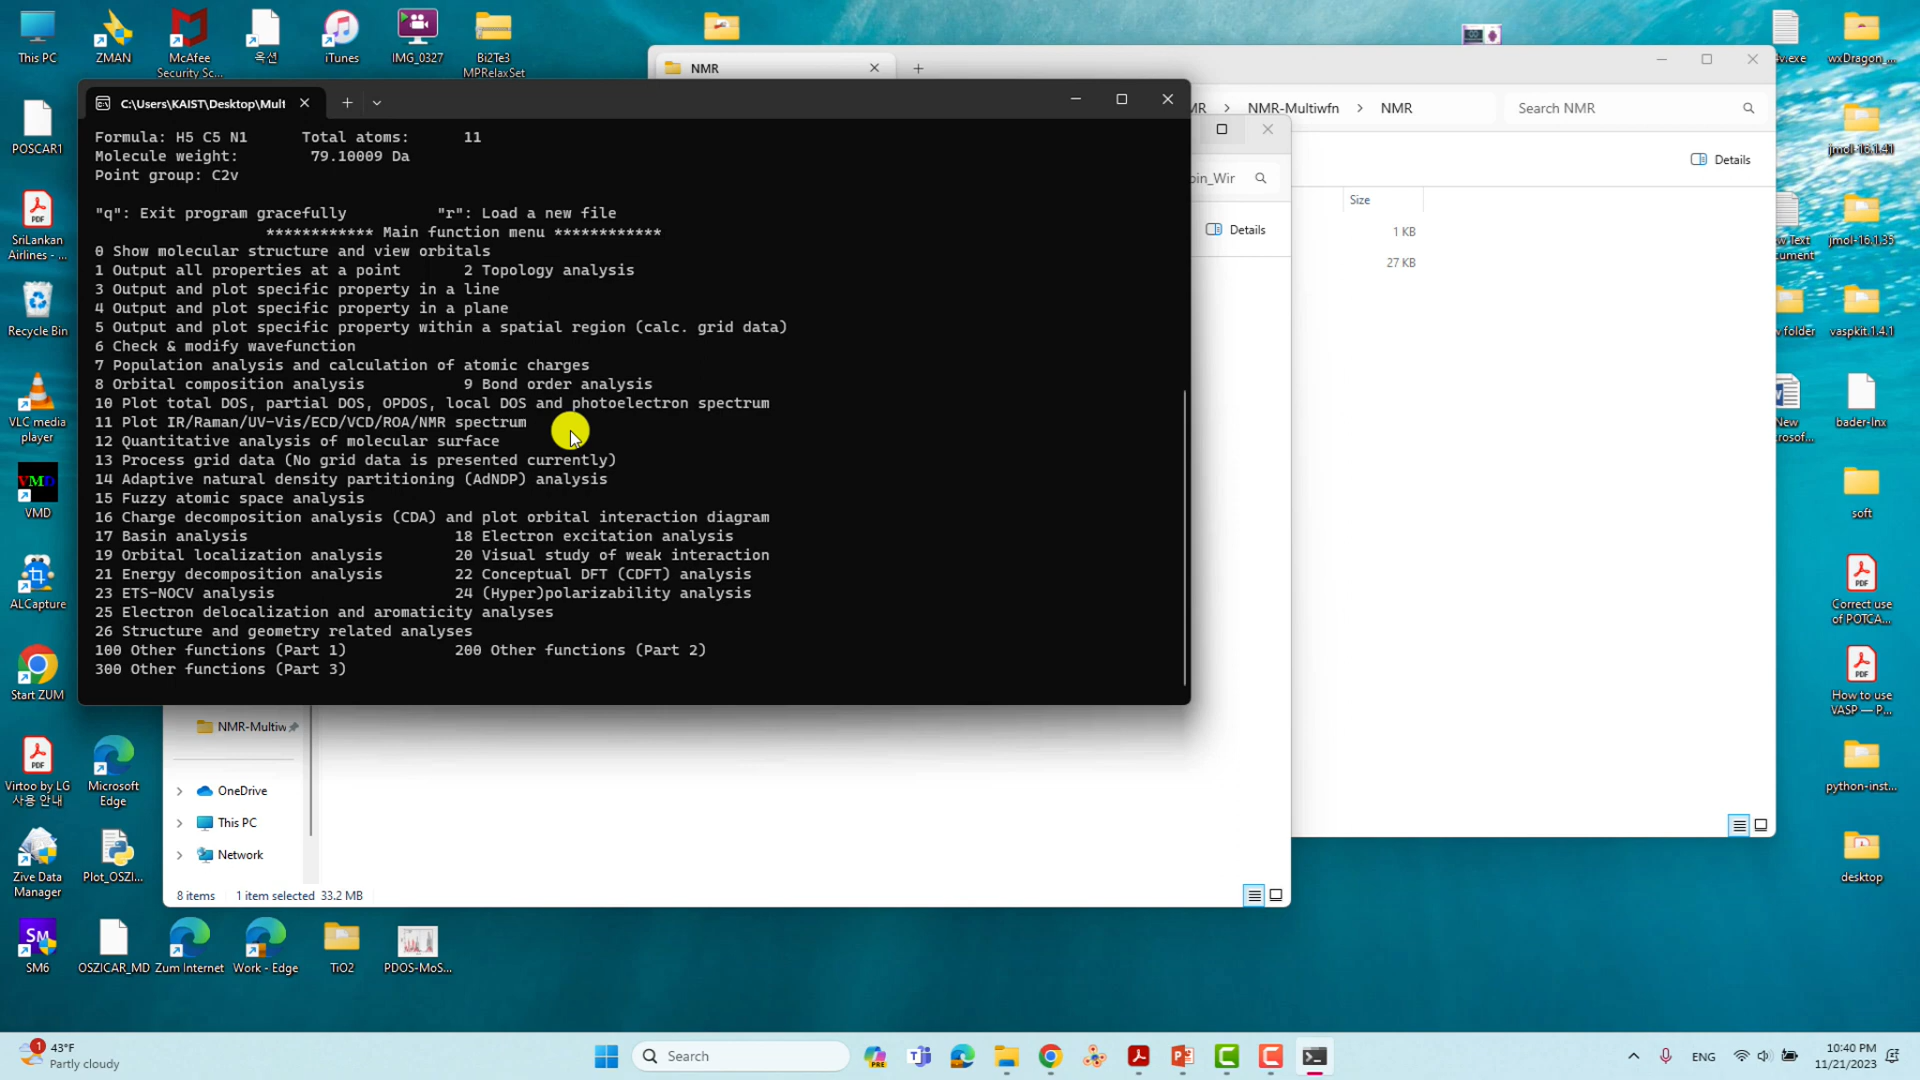 This PC
ZMAN
McAfee
Security Sc...
옥션
iTunes
IMG_0327
Bi2Te3
MPRelaxSet
NMR
C:\Users\KAIST\Desktop\Mult
NMR-Multiwfn > NMR
Search NMR
Details
Size
1 KB
27 KB
Details
Formula: H5 C5 N1      Total atoms:      11
Molecule weight:        79.10009 Da
Point group: C2v
"q": Exit program gracefully          "r": Load a new file
************ Main function menu ************
0 Show molecular structure and view orbitals
1 Output all properties at a point       2 Topology analysis
3 Output and plot specific property in a line
4 Output and plot specific property in a plane
5 Output and plot specific property within a spatial region (calc. grid data)
6 Check & modify wavefunction
7 Population analysis and calculation of atomic charges
8 Orbital composition analysis           9 Bond order analysis
10 Plot total DOS, partial DOS, OPDOS, local DOS and photoelectron spectrum
11 Plot IR/Raman/UV-Vis/ECD/VCD/ROA/NMR spectrum
12 Quantitative analysis of molecular surface
13 Process grid data (No grid data is presented currently)
14 Adaptive natural density partitioning (AdNDP) analysis
15 Fuzzy atomic space analysis
16 Charge decomposition analysis (CDA) and plot orbital interaction diagram
17 Basin analysis                       18 Electron excitation analysis
19 Orbital localization analysis        20 Visual study of weak interaction
21 Energy decomposition analysis        22 Conceptual DFT (CDFT) analysis
23 ETS-NOCV analysis                    24 (Hyper)polarizability analysis
25 Electron delocalization and aromaticity analyses
26 Structure and geometry related analyses
100 Other functions (Part 1)            200 Other functions (Part 2)
300 Other functions (Part 3)
POSCAR1
SriLankan
Airlines - ...
Recycle Bin
VLC media
player
VMD
VMD
ALCapture
Start ZUM
Virtoo by LG
사용 안내
Microsoft
Edge
Zive Data
Manager
Plot_OSZI...
SM6
OSZICAR_MD
Zum Internet
Work - Edge
TiO2
PDOS-MoS...
NMR-Multiw
OneDrive
This PC
Network
8 items
1 item selected  33.2 MB
wxDragon_...
jmol-16.1.41
jmol-16.1.35
vaspkit.1.4.1
bader-lnx
soft
Correct use
of POTCA...
How to use
VASP — P...
python-inst...
desktop
43°F
Partly cloudy
Search
ENG
10:40 PM
11/21/2023